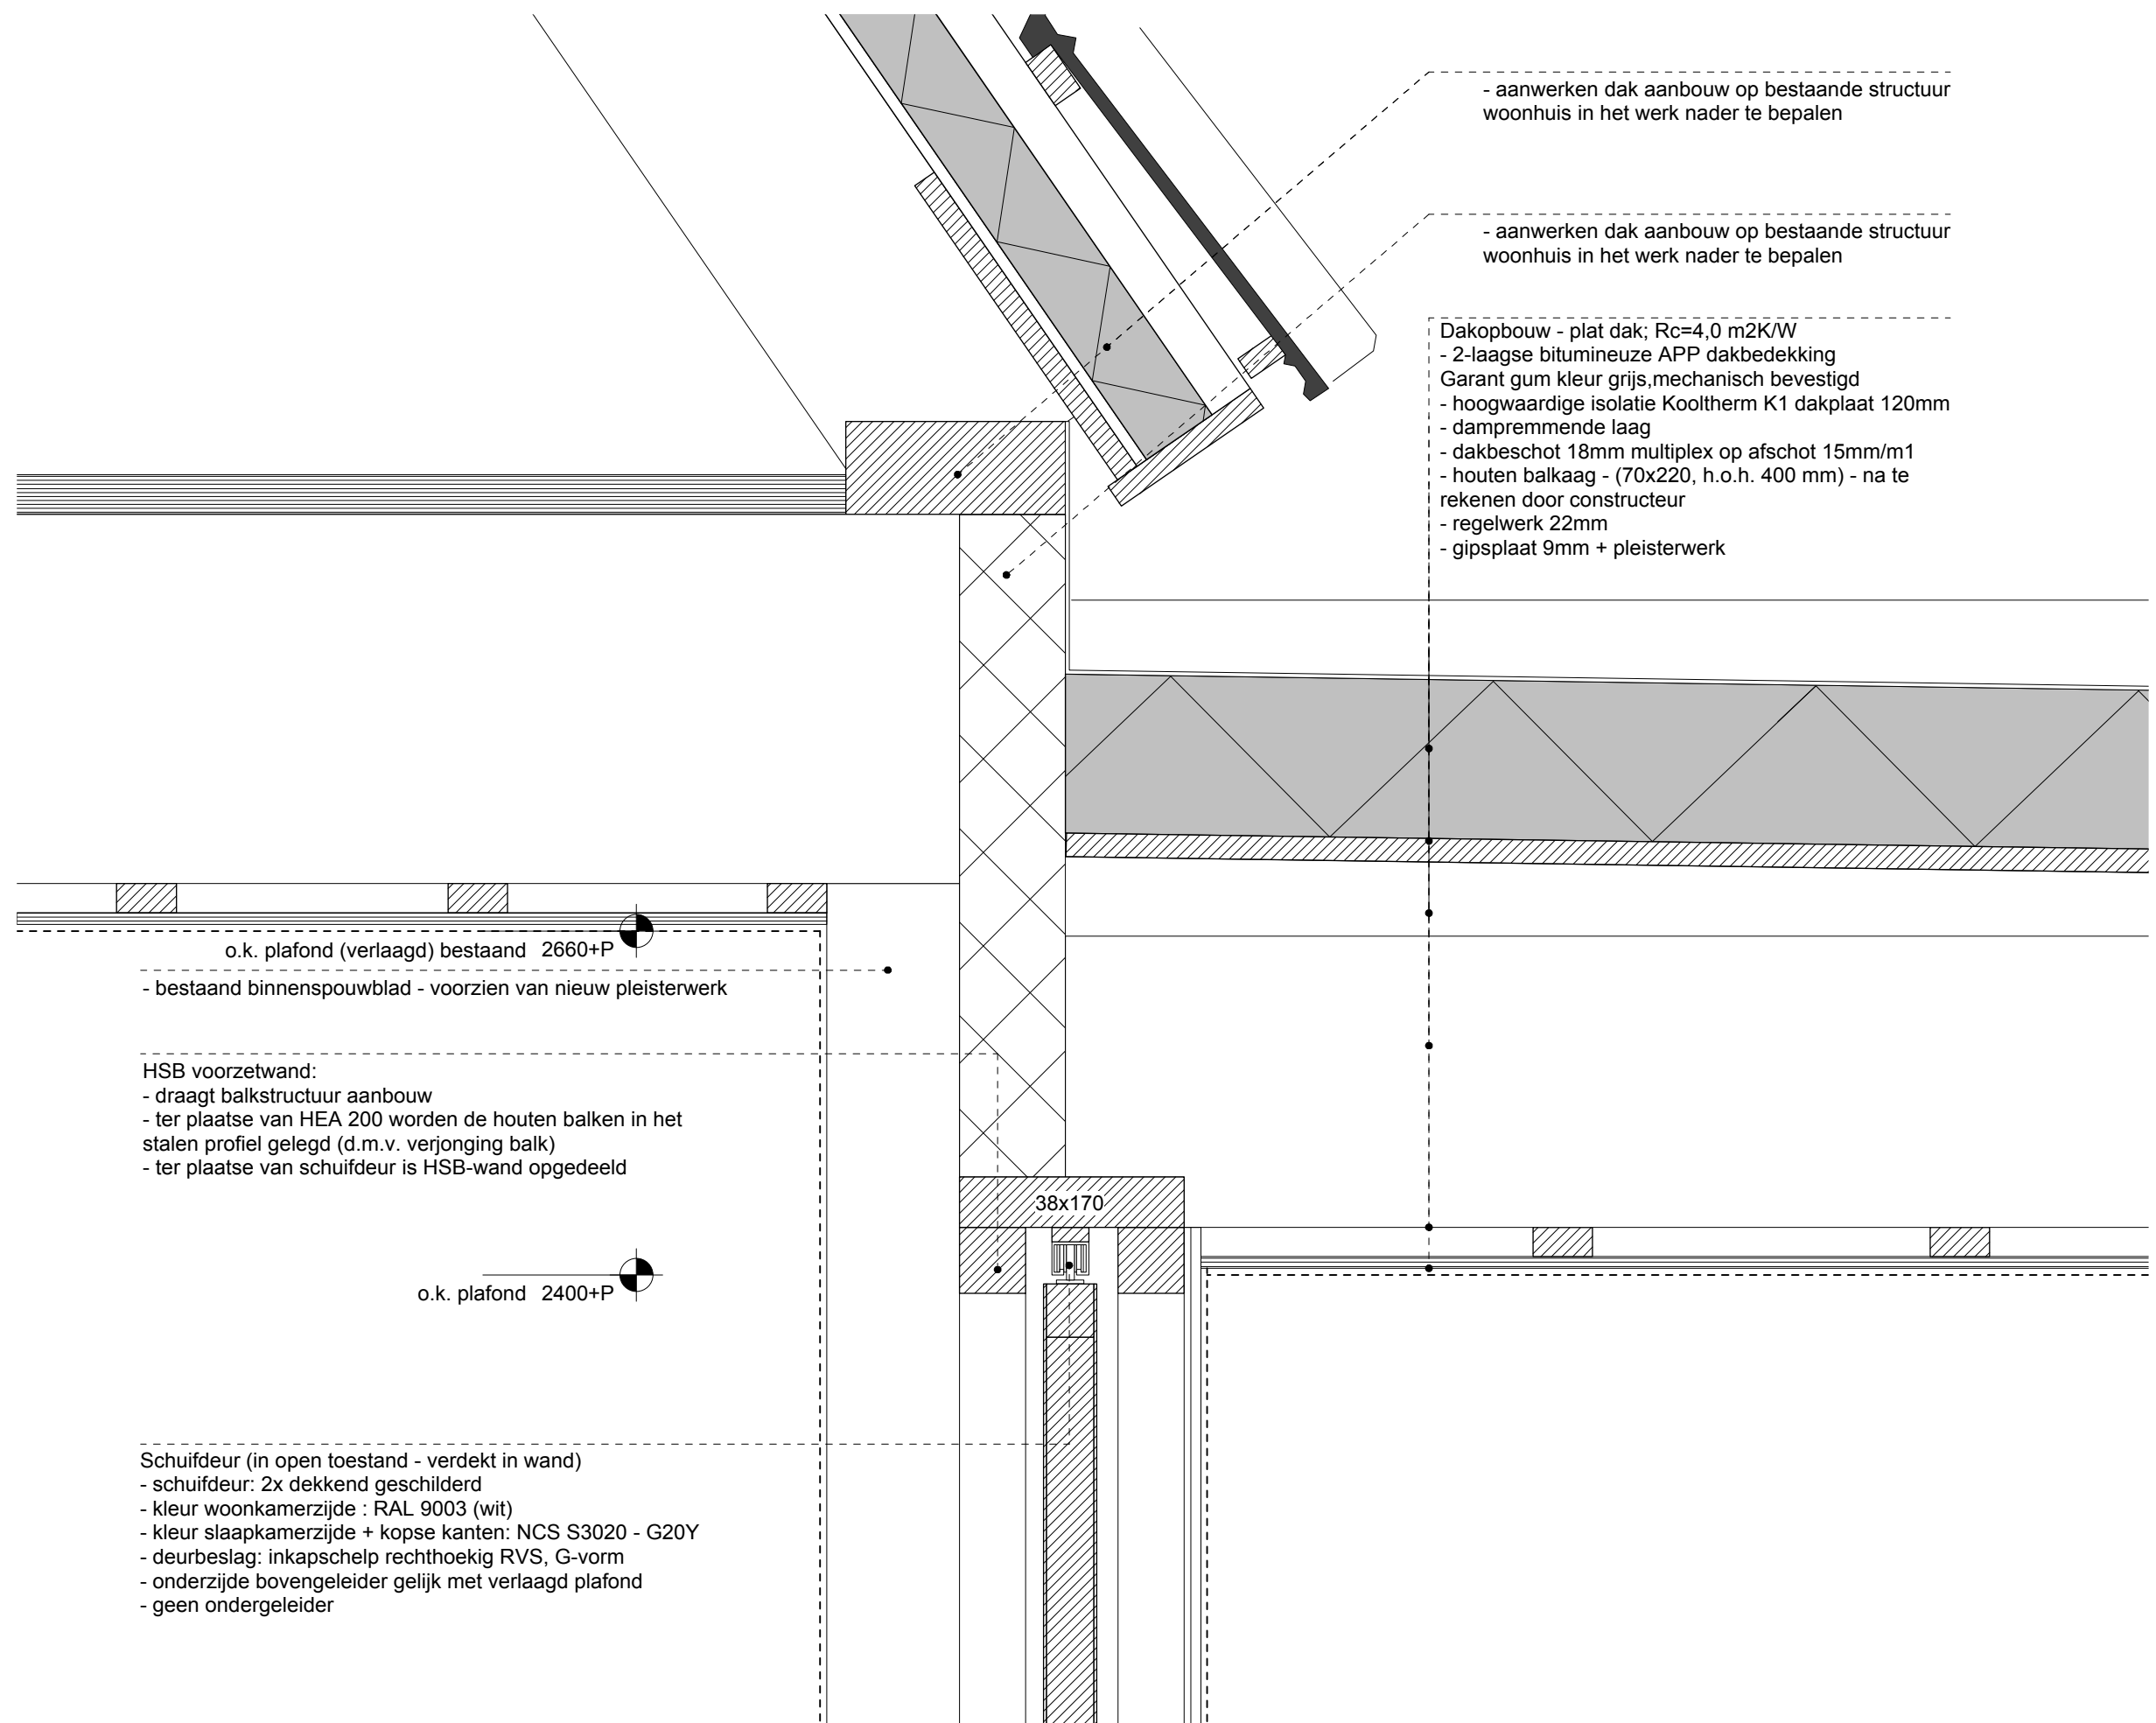 - aanwerken dak aanbouw op bestaande structuur
woonhuis in het werk nader te bepalen
- aanwerken dak aanbouw op bestaande structuur
woonhuis in het werk nader te bepalen
Dakopbouw - plat dak; Rc=4,0 m2K/W
- 2-laagse bitumineuze APP dakbedekking
Garant gum kleur grijs,mechanisch bevestigd
- hoogwaardige isolatie Kooltherm K1 dakplaat 120mm
- dampremmende laag
- dakbeschot 18mm multiplex op afschot 15mm/m1
- houten balkaag - (70x220, h.o.h. 400 mm) - na te
rekenen door constructeur
- regelwerk 22mm
- gipsplaat 9mm + pleisterwerk
o.k. plafond (verlaagd) bestaand 2660+P
- bestaand binnenspouwblad - voorzien van nieuw pleisterwerk
HSB voorzetwand:
- draagt balkstructuur aanbouw
- ter plaatse van HEA 200 worden de houten balken in het
stalen profiel gelegd (d.m.v. verjonging balk)
- ter plaatse van schuifdeur is HSB-wand opgedeeld
38x170
o.k. plafond 2400+P
Schuifdeur (in open toestand - verdekt in wand)
- schuifdeur: 2x dekkend geschilderd
- kleur woonkamerzijde : RAL 9003 (wit)
- kleur slaapkamerzijde + kopse kanten: NCS S3020 - G20Y
- deurbeslag: inkapschelp rechthoekig RVS, G-vorm
- onderzijde bovengeleider gelijk met verlaagd plafond
- geen ondergeleider